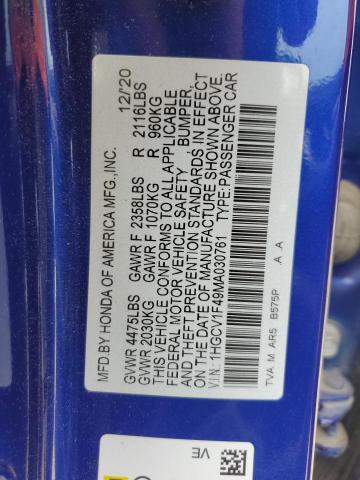 MFD.BY HONDA OF AMERICA MFG.,INC. 12/'20
GVWR 4475LBS GAWR F 2358LBS R 2116LBS
GVWR 2030KG GAWR F 1070KG R 960KG
THIS VEHICLE CONFORMS TO ALL APPLICABLE
FEDERAL MOTOR VEHICLE SAFETY , BUMPER,
AND THEFT PREVENTION STANDARDS IN EFFECT
ON THE DATE OF MANUFACTURE SHOWN ABOVE.
V.I.N.: 1HGCV1F49MA030761 TYPE:PASSENGER CAR
TVA M AR5 B575P .A .A
VE